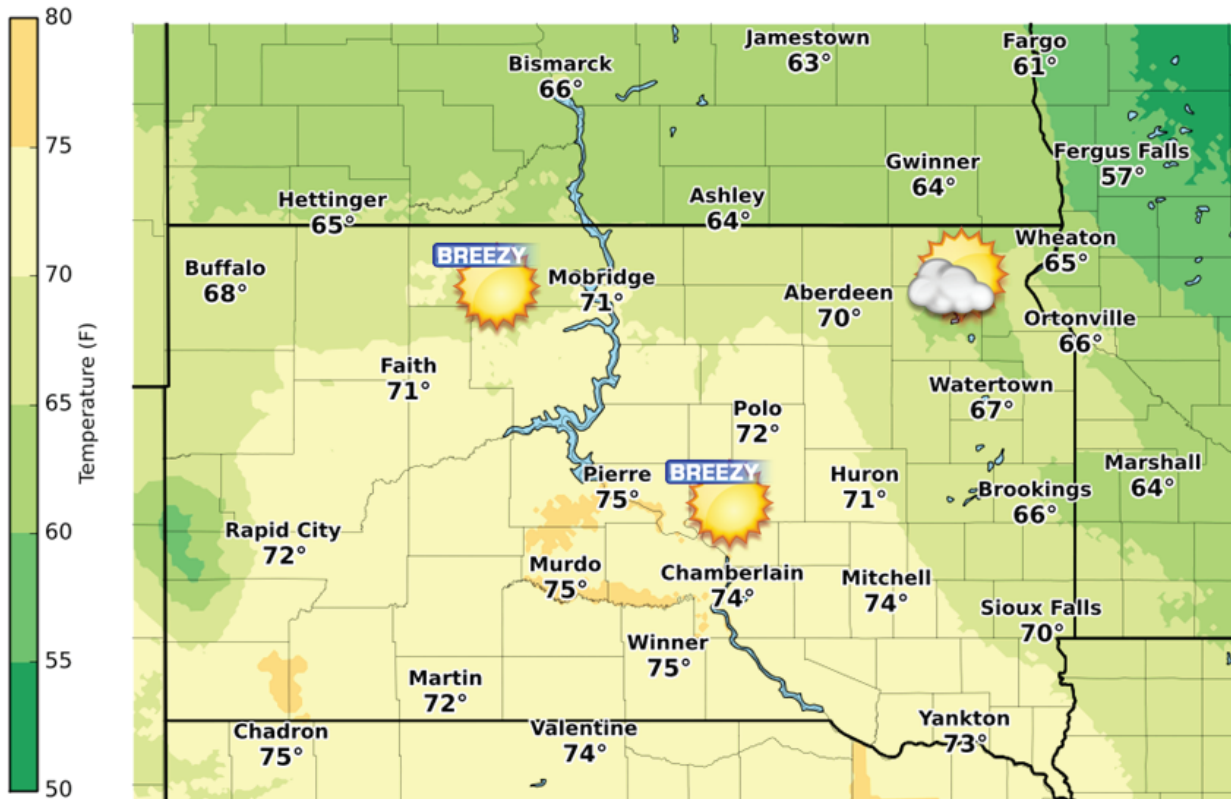 80
75
70
65
60
55
50
Temperature (F)
Jamestown
63°
Fargo
61°
Bismarck
66°
Fergus Falls
57°
Gwinner
64°
Hettinger
65°
Ashley
64°
Wheaton
65°
BREEZY
Buffalo
68°
Mobridge
71°
Aberdeen
70°
Ortonville
66°
Faith
71°
Watertown
67°
Polo
72°
Marshall
64°
BREEZY
Pierre
75°
Huron
71°
Brookings
66°
Rapid City
72°
Murdo
75°
Chamberlain
74°
Mitchell
74°
Sioux Falls
70°
Winner
75°
Martin
72°
Chadron
75°
Valentine
74°
Yankton
73°